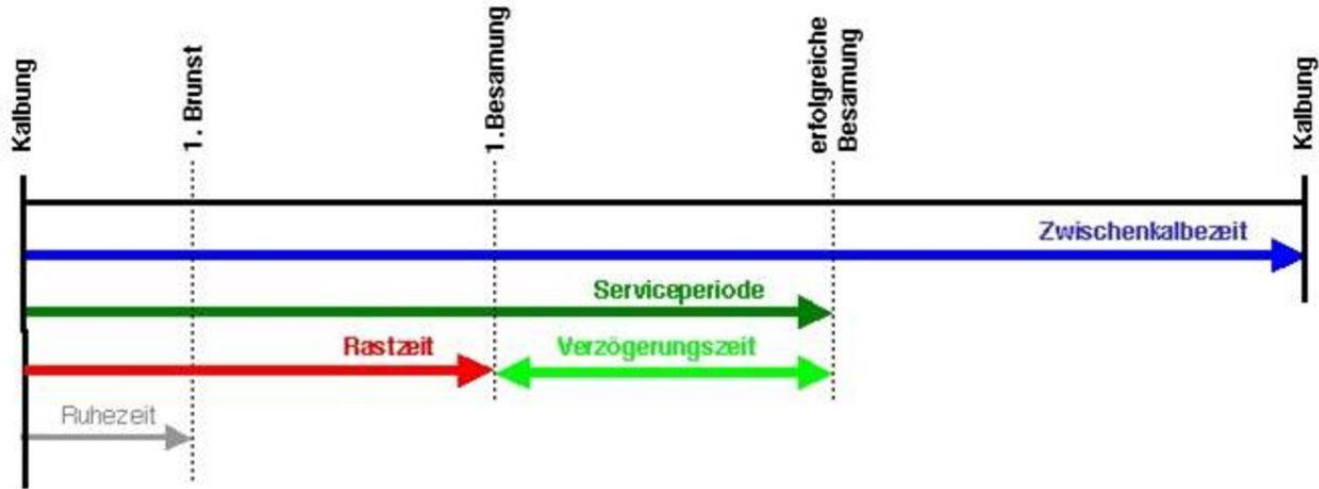 Kalbung
1. Brunst
1.Besamung
erfolgreiche
Besamung
Kalbung
Zwischenkalbezeit
Serviceperiode
Rastzeit
Verzögerungszeit
Ruhezeit